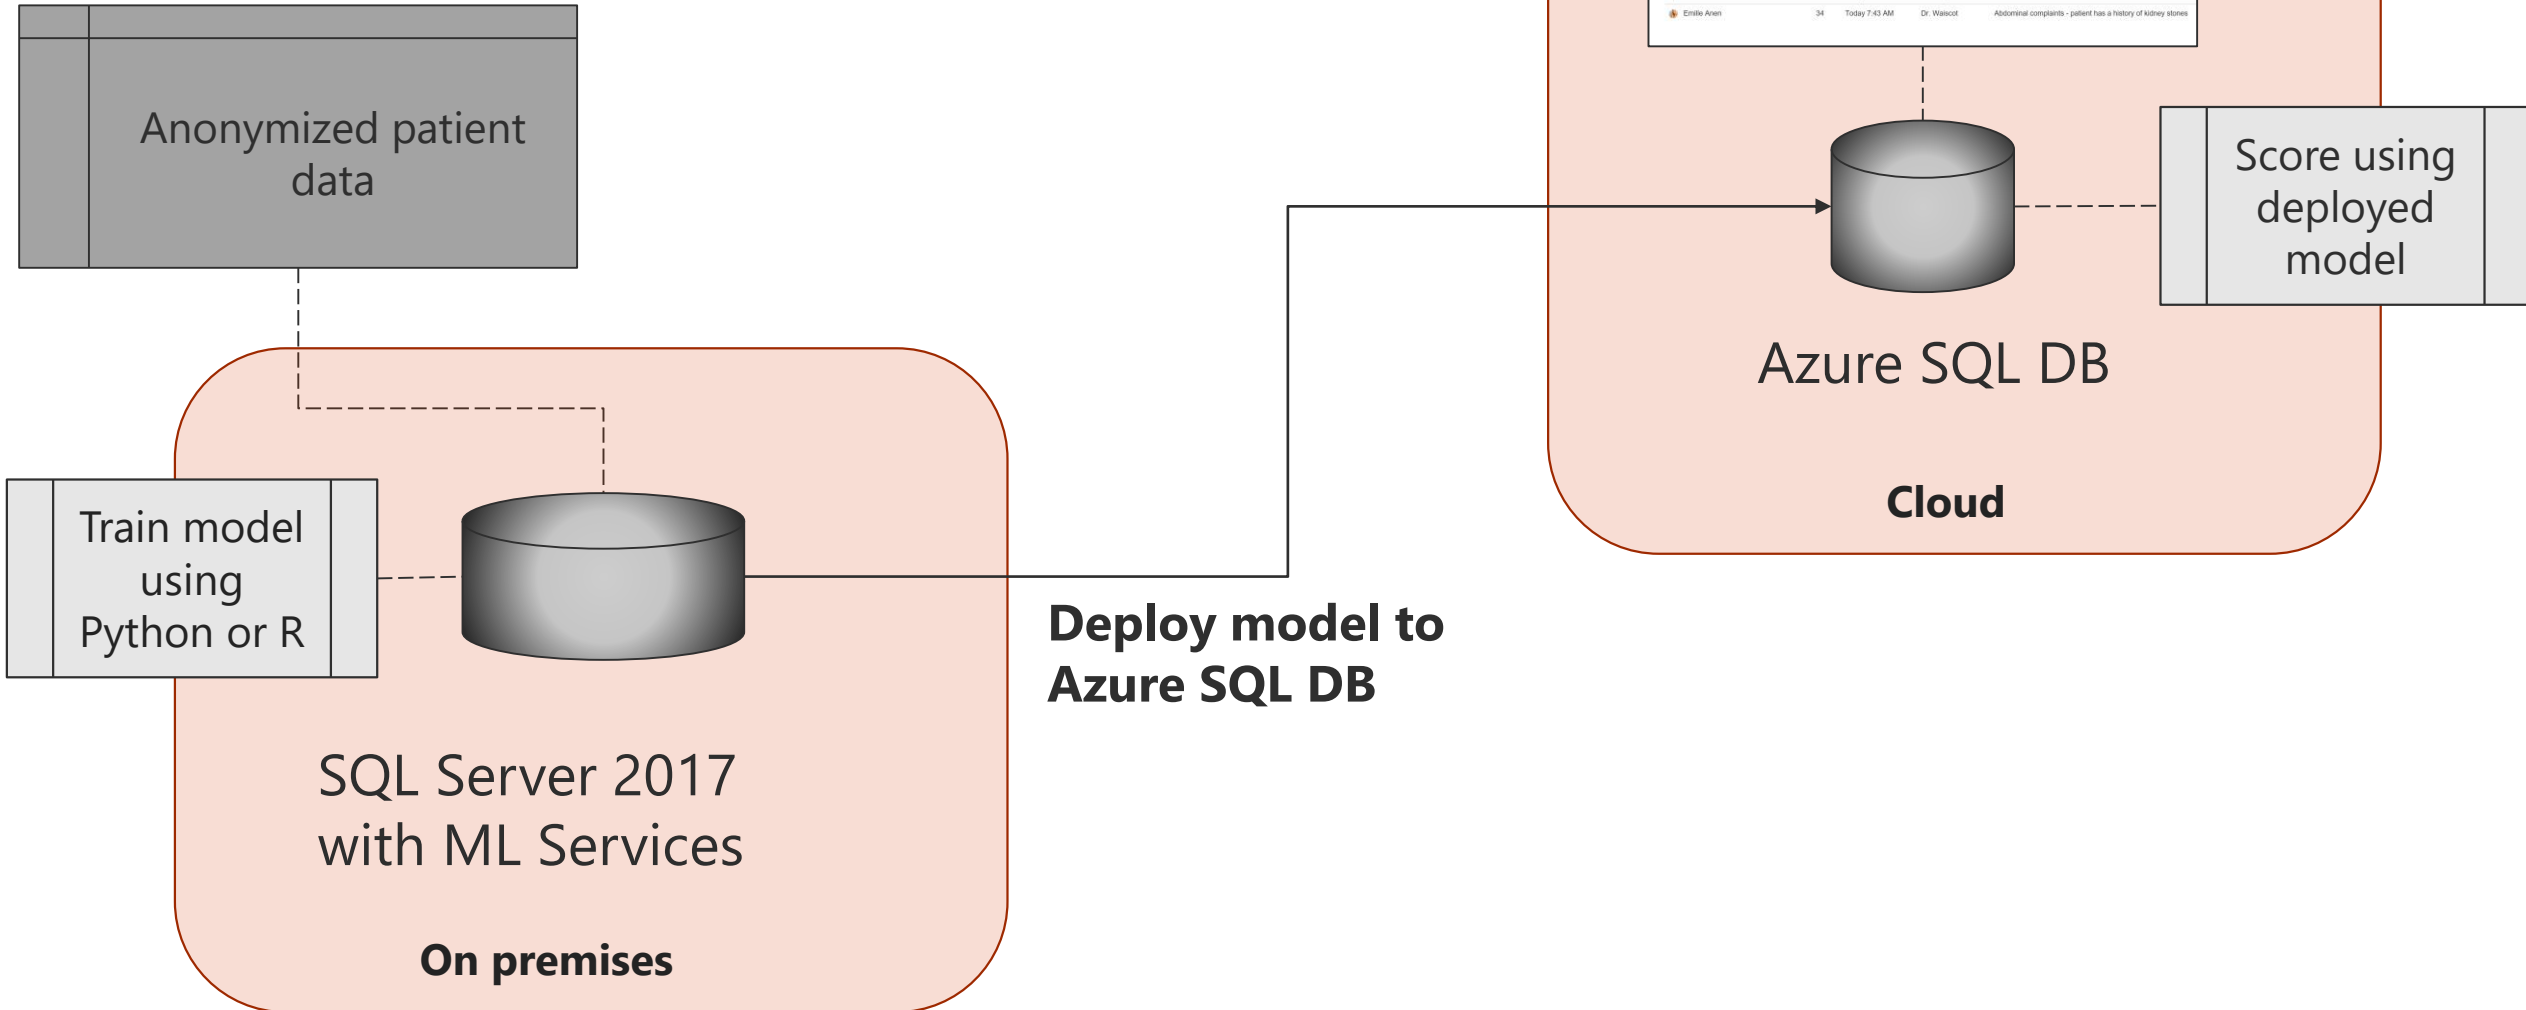 Emilie Anen 34 Today 7:43 AM Dr. Waiscot Abdominal complaints - patient has a history of kidney stones
Anonymized patient
data
Score using
deployed
model
Azure SQL DB
Cloud
Train model
using
Python or R
Deploy model to
Azure SQL DB
SQL Server 2017
with ML Services
On premises